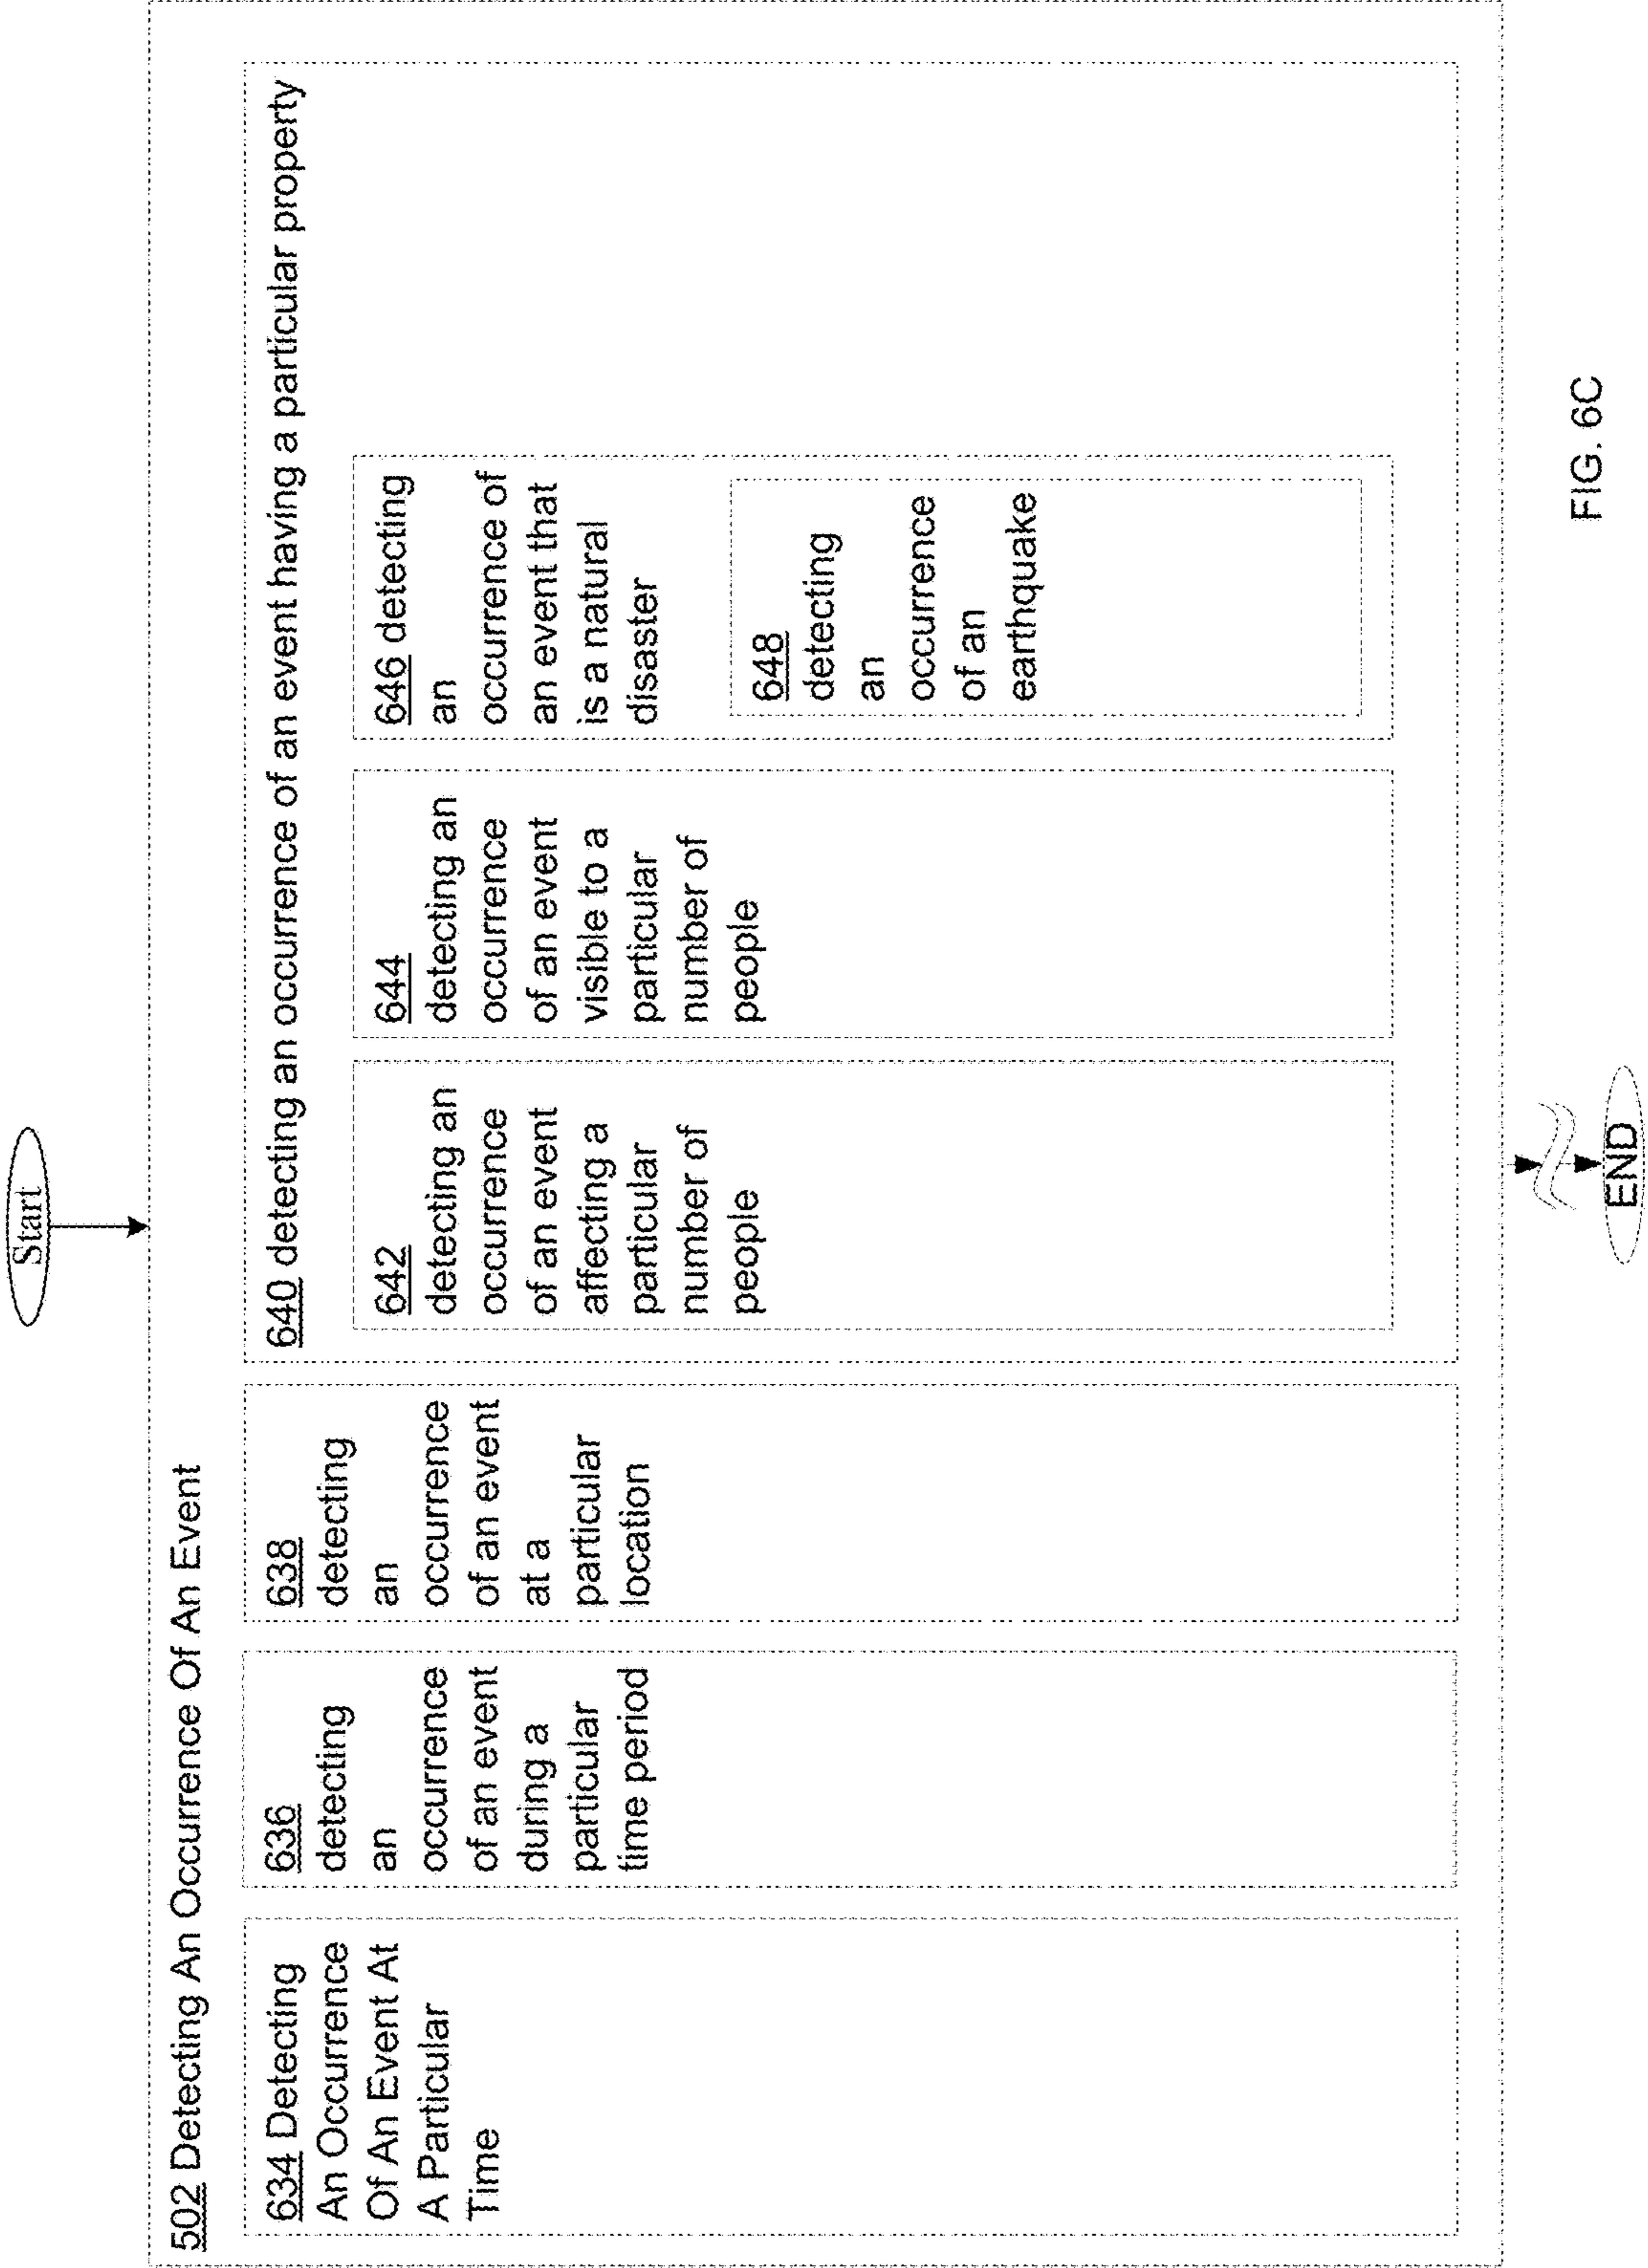 Start
502 Detecting An Occurrence Of An Event
634 Detecting
An Occurrence
Of An Event At
A Particular
Time
636
detecting
an
occurrence
of an event
during a
particular
time period
638
detecting
an
occurrence
of an event
at a
particular
location
640 detecting an occurrence of an event having a particular property
642
detecting an
occurrence
of an event
affecting a
particular
number of
people
644
detecting an
occurrence
of an event
visible to a
particular
number of
people
646 detecting
an
occurrence of
an event that
is a natural
disaster
648
detecting
an
occurrence
of an
earthquake
END
FIG. 6C